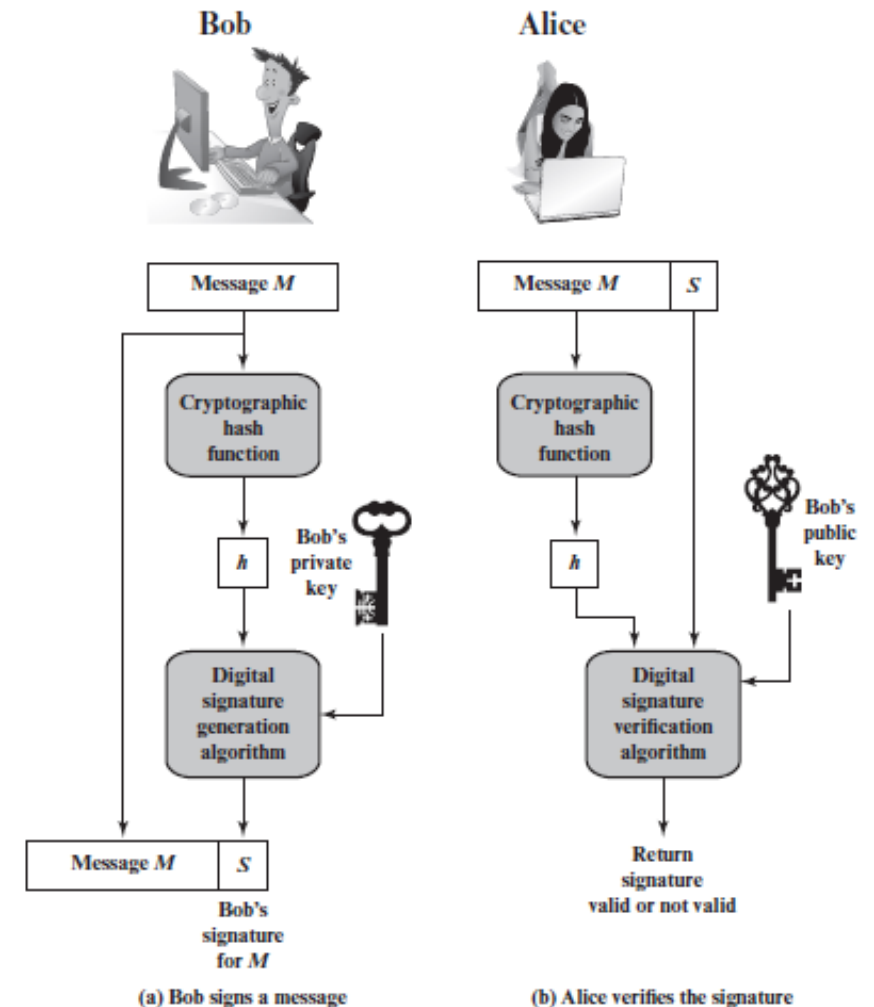 Bob
Message M
Cryptographic
hash
function
h
Bob's
private
key
Digital
signature
generation
algorithm
Message M
S
Bob's
signature
for M
(a) Bob signs a message
Alice
Message M
S
Cryptographic
hash
function
h
Bob's
public
key
Digital
signature
verification
algorithm
Return
signature
valid or not valid
(b) Alice verifies the signature